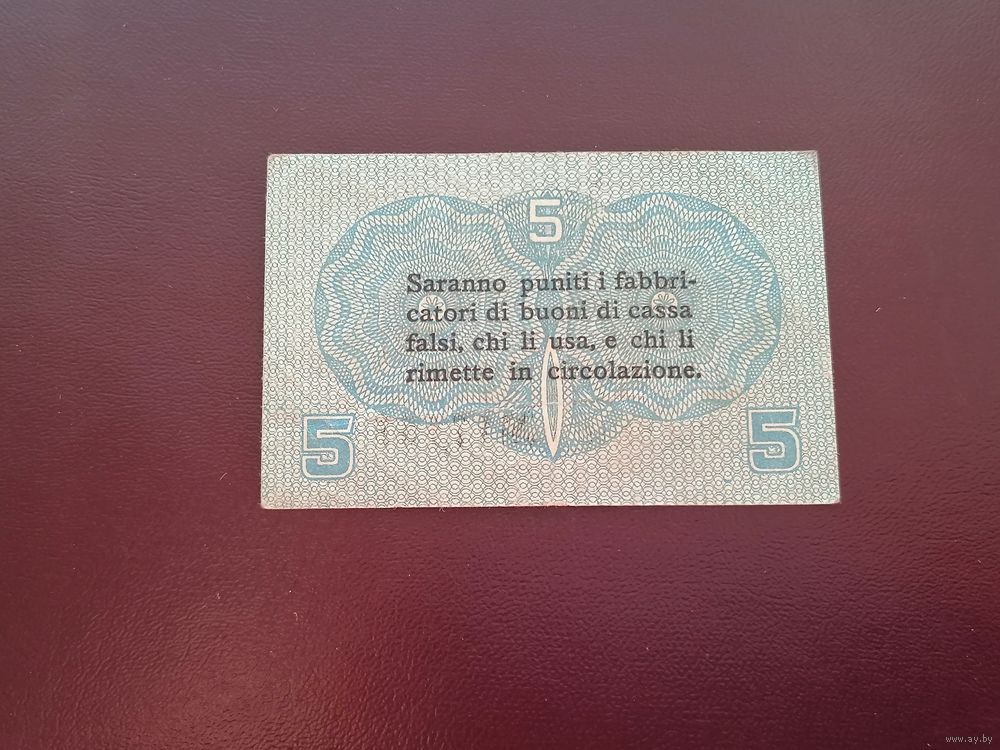 5
Saranno puniti i fabbri-
catori di buoni di cassa
falsi, chi li usa, e chi li
rimette in circolazione.
5 5
www.ay.by